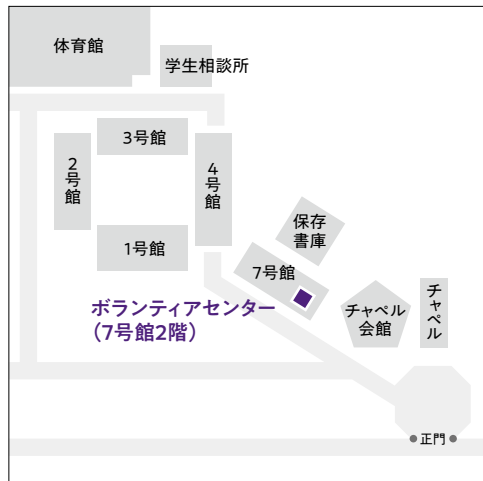 体育館
学生相談所
3号館
2号館
4号館
1号館
保存
書庫
7号館
ボランティアセンター
（7号館2階）
チャペル
会館
チャペル
正門